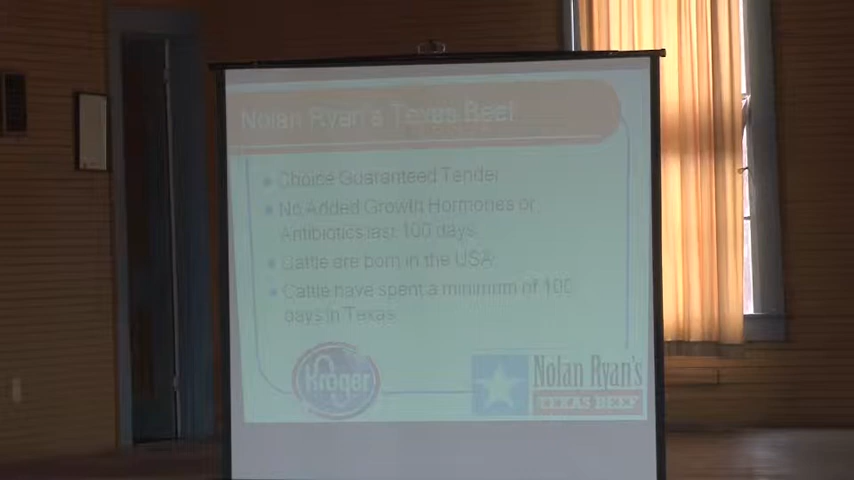 Nolan Ryan's Texas Beef
Choice Guaranteed Tender
No Added Growth Hormones or
Antibiotics last 100 days
Cattle are born in the USA
Cattle have spent a minimum of 100
days in Texas
Kroger
Nolan Ryan's
TEXAS BEEF